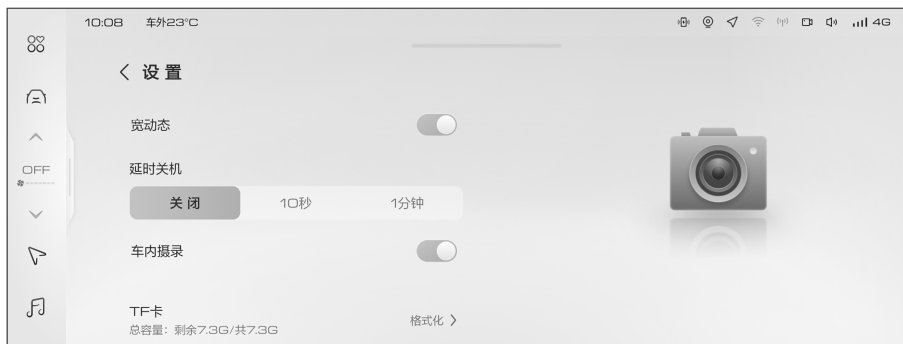 10:08 车外23°C 4G
设置
宽动态
OFF
延时关机
关闭 10秒 1分钟
车内摄录
TF卡 格式化
总容量：剩余7.3G/共7.3G